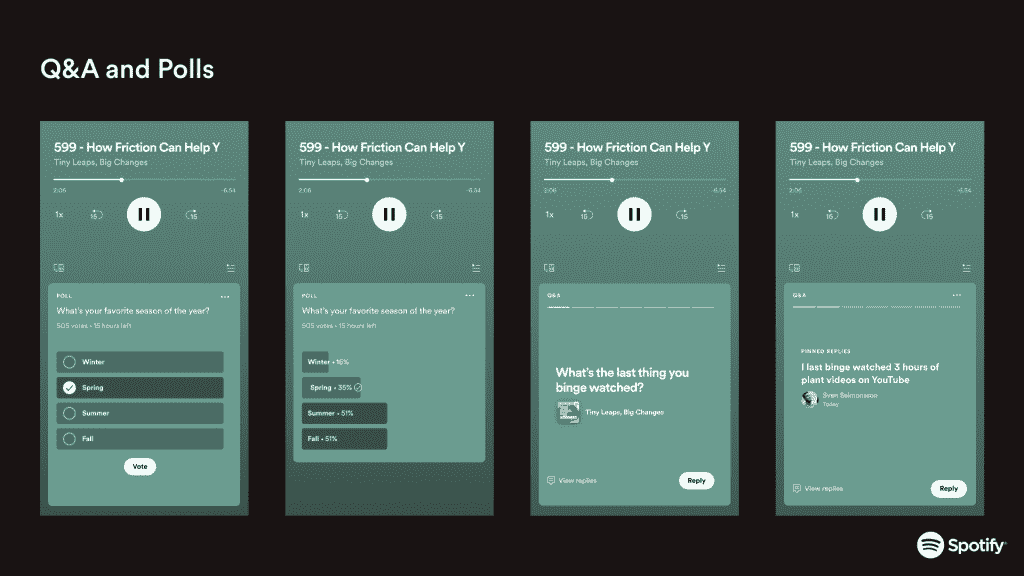 Q&A and Polls
599 - How Friction Can Help Y
Tiny Leaps, Big Changes
2:06
-6:54
1x
15
15
POLL
What's your favorite season of the year?
505 votes • 15 hours left
Winter
Spring
Summer
Fall
Vote
599 - How Friction Can Help Y
Tiny Leaps, Big Changes
2:06
-6:54
1x
15
15
POLL
What's your favorite season of the year?
505 votes • 15 hours left
Winter • 16%
Spring • 35%
Summer • 51%
Fall • 51%
599 - How Friction Can Help Y
Tiny Leaps, Big Changes
2:06
-6:54
1x
15
15
Q&A
What's the last thing you
binge watched?
Tiny Leaps, Big Changes
View replies
Reply
599 - How Friction Can Help Y
Tiny Leaps, Big Changes
2:06
-6:54
1x
15
15
Q&A
PINNED REPLIES
I last binge watched 3 hours of
plant videos on YouTube
Sven
Today
View replies
Reply
Spotify